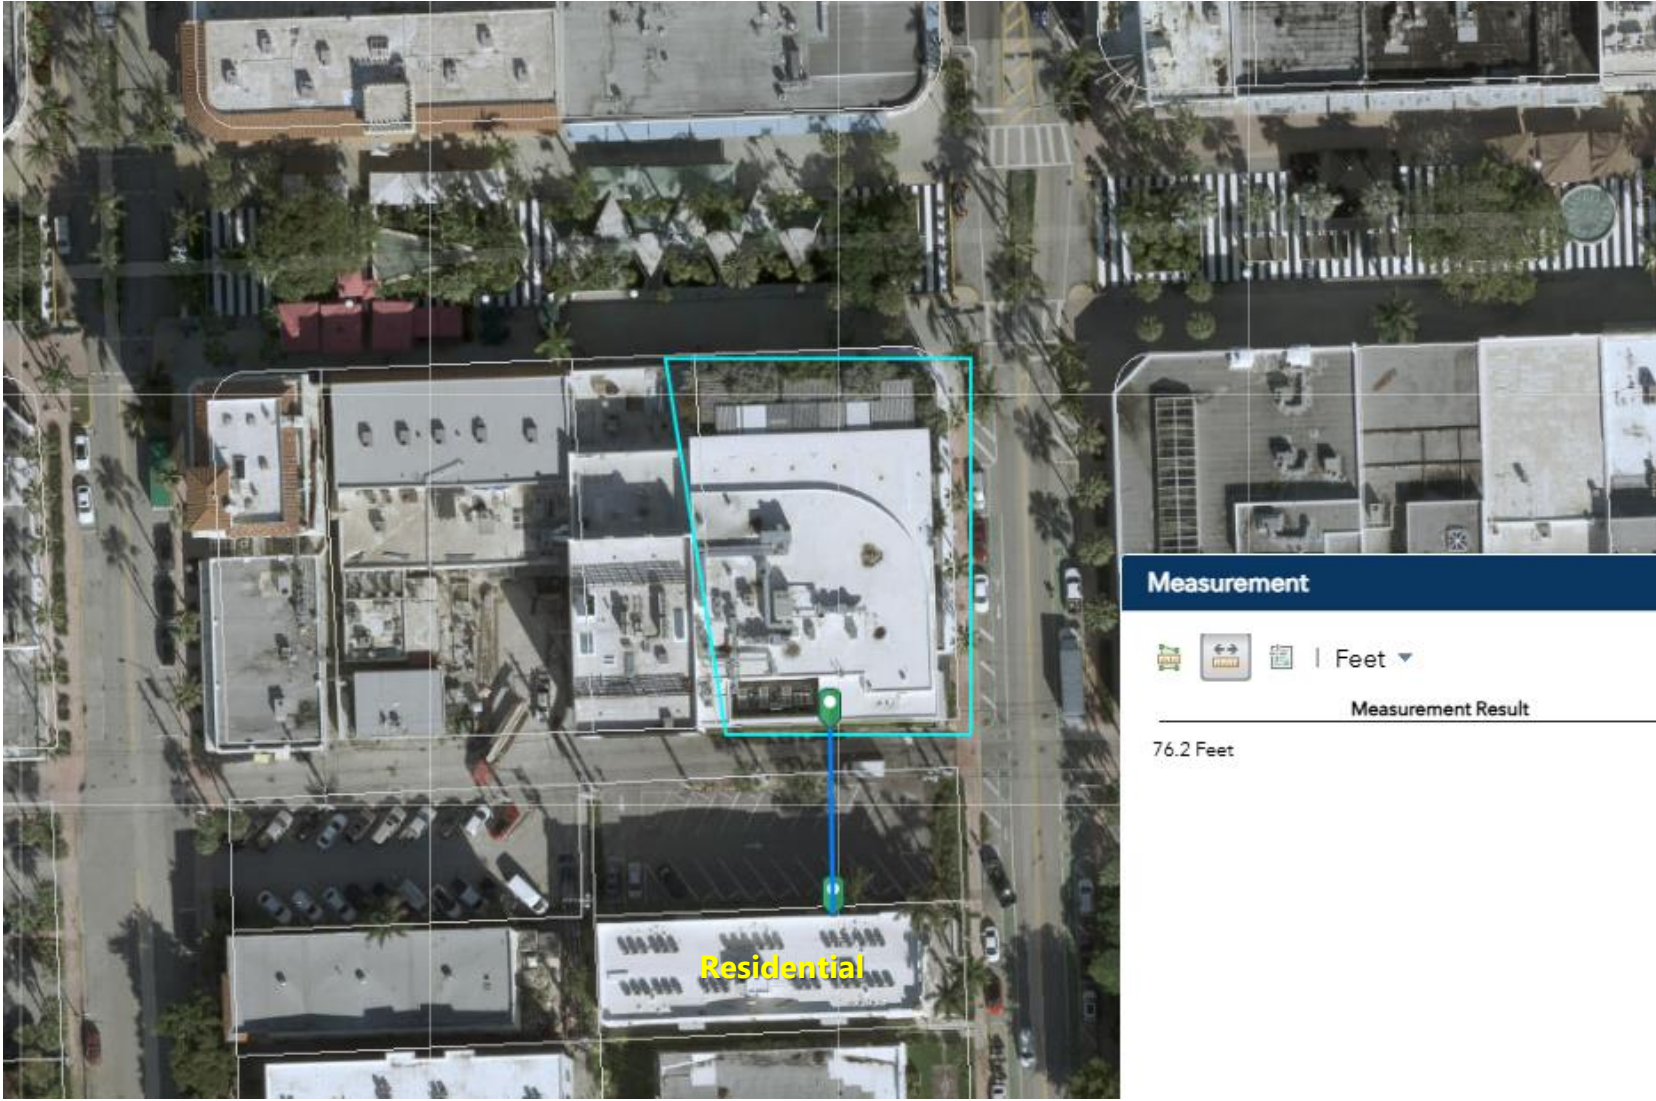 Measurement
| Feet
Measurement Result
76.2 Feet
Residential